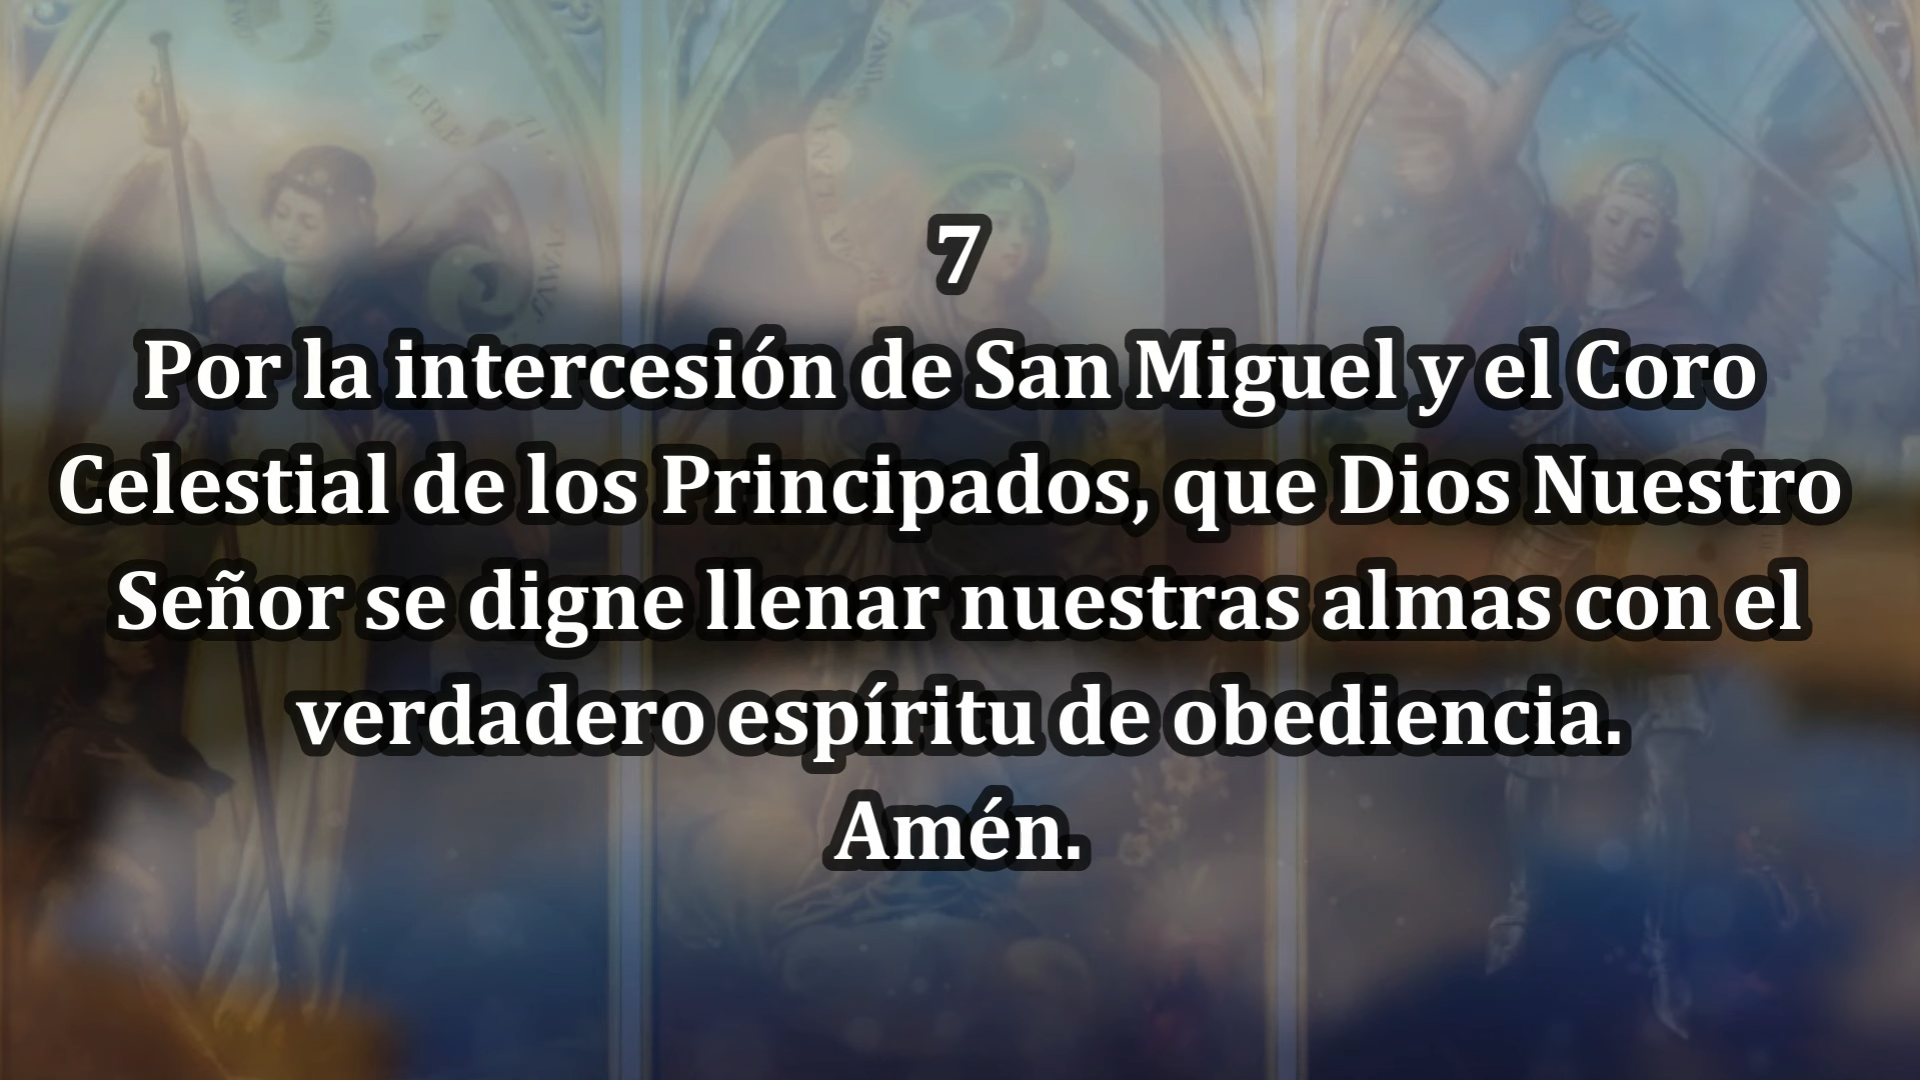 7
Por la intercesión de San Miguel y el Coro
Celestial de los Principados, que Dios Nuestro
Señor se digne llenar nuestras almas con el
verdadero espíritu de obediencia.
Amén.